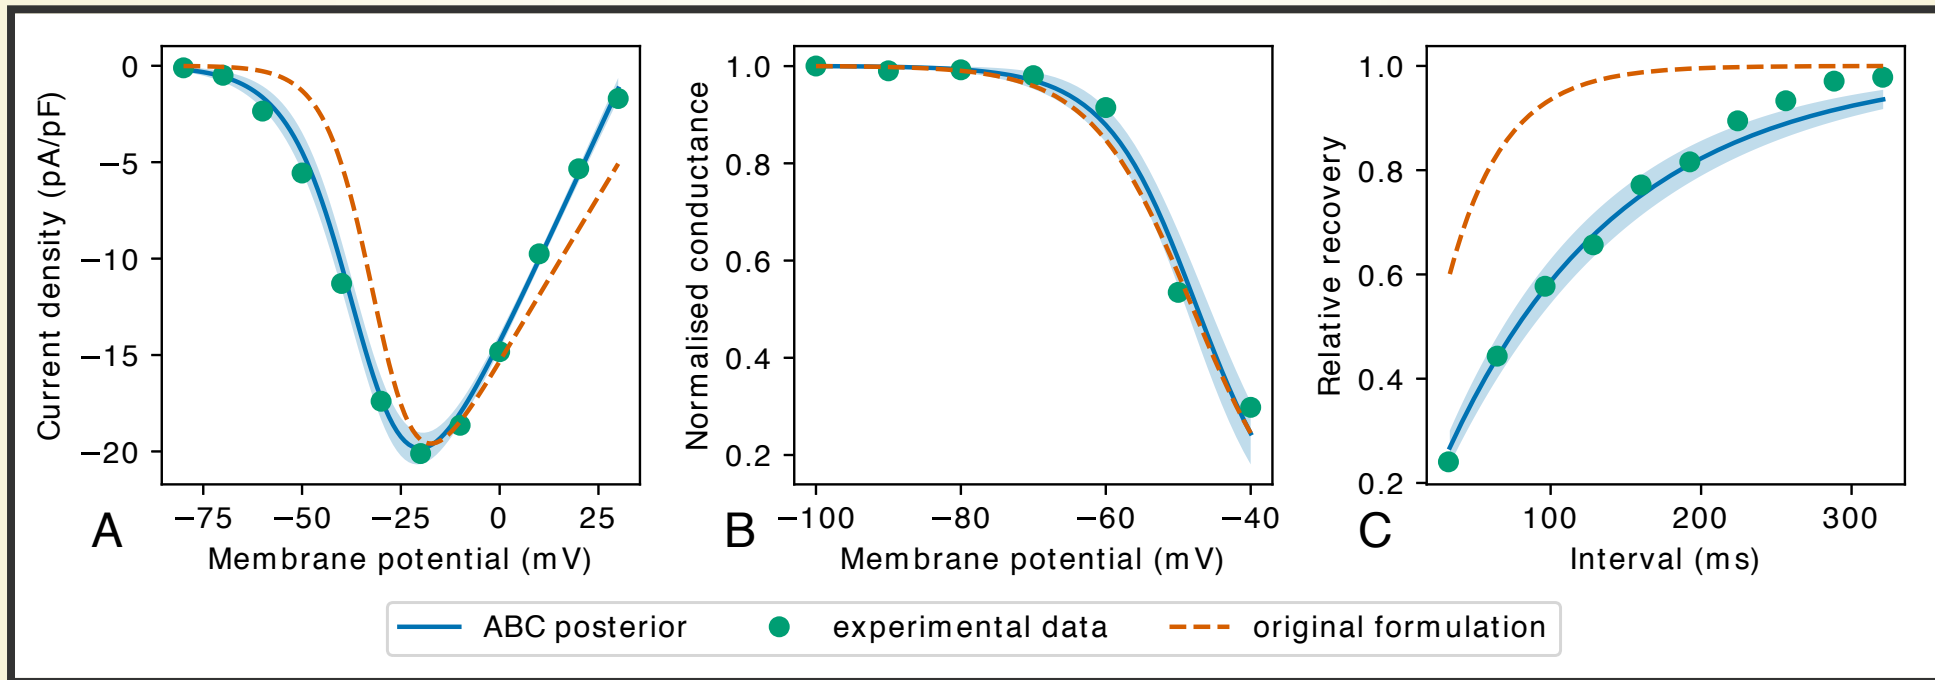 0
−5
−10
−15
−20
Current density (pA/pF)
−75 −50 −25 0 25
Membrane potential (mV)
A
1.0
0.8
0.6
0.4
0.2
Normalised conductance
−100 −80 −60 −40
Membrane potential (mV)
B
1.0
0.8
0.6
0.4
0.2
Relative recovery
100 200 300
Interval (ms)
C
ABC posterior experimental data original formulation